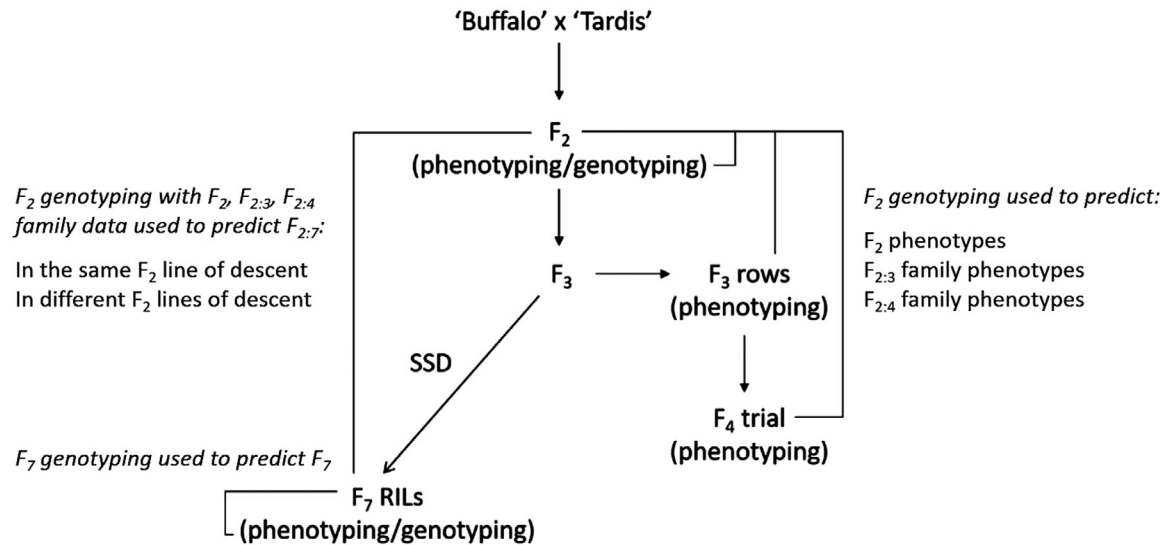 ‘Buffalo’ x ‘Tardis’
F₂
(phenotyping/genotyping)
F₂ genotyping with F₂, F₂:₃, F₂:₄
family data used to predict F₂:₇:
In the same F₂ line of descent
In different F₂ lines of descent
F₂ genotyping used to predict:
F₂ phenotypes
F₂:₃ family phenotypes
F₂:₄ family phenotypes
F₃
F₃ rows
(phenotyping)
SSD
F₄ trial
(phenotyping)
F₇ genotyping used to predict F₇
F₇ RILs
(phenotyping/genotyping)